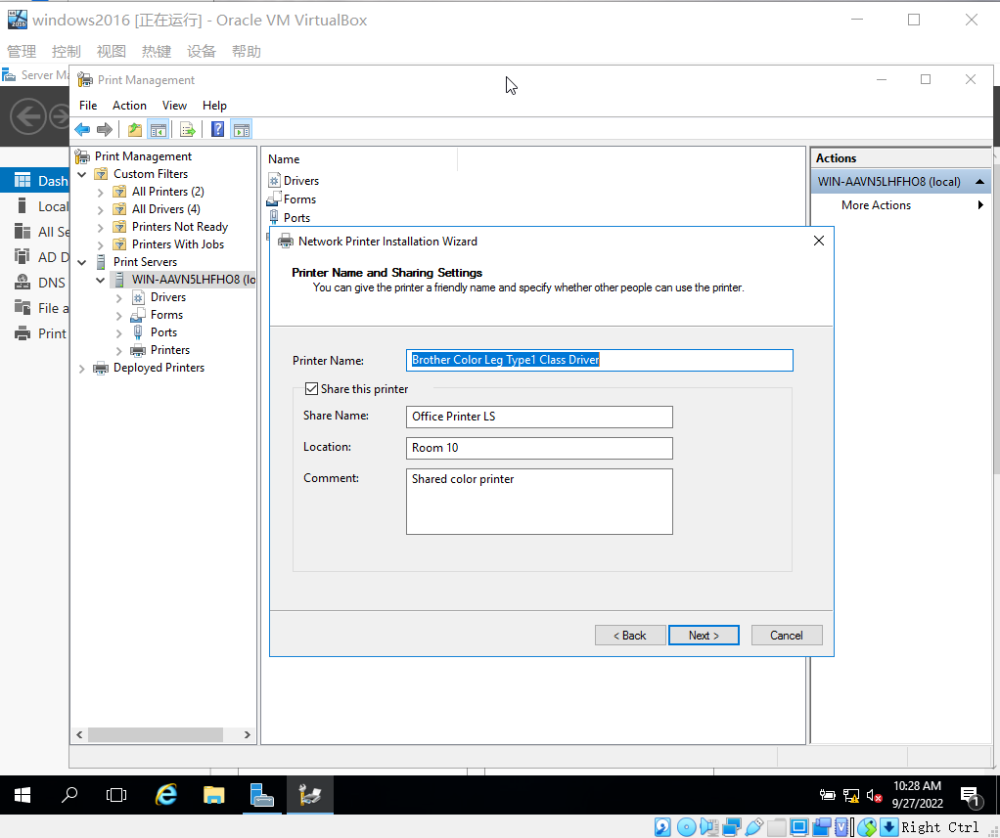 windows2016 [正在运行] - Oracle VM VirtualBox
管理 控制 视图 热键 设备 帮助
Server Ma
Print Management
File Action View Help
Dash
Local
All Se
AD D
DNS
File a
Print
Print Management
Custom Filters
All Printers (2)
All Drivers (4)
Printers Not Ready
Printers With Jobs
Print Servers
WIN-AAVN5LHFHO8 (lo
Drivers
Forms
Ports
Printers
Deployed Printers
Name
Drivers
Forms
Ports
Actions
WIN-AAVN5LHFHO8 (local)
More Actions
Network Printer Installation Wizard
Printer Name and Sharing Settings
You can give the printer a friendly name and specify whether other people can use the printer.
Printer Name: Brother Color Leg Type1 Class Driver
Share this printer
Share Name: Office Printer LS
Location: Room 10
Comment: Shared color printer
< Back Next > Cancel
10:28 AM
9/27/2022
1
Right Ctrl